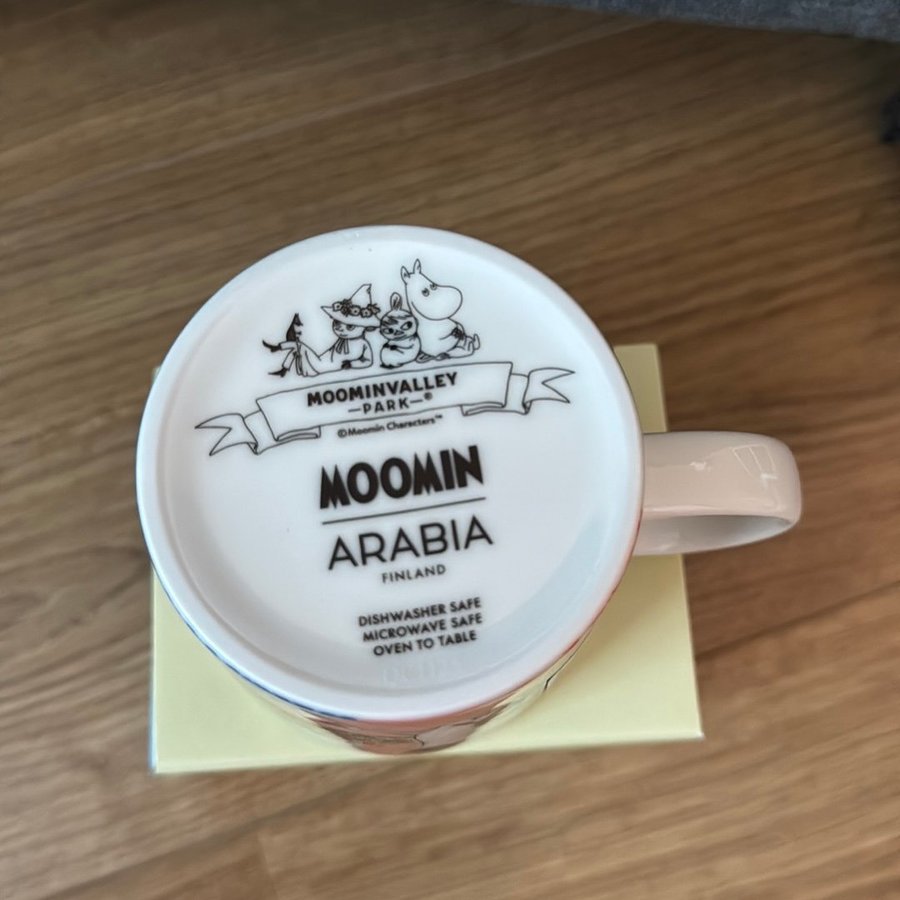 MOOMINVALLEY
—PARK—®
©Moomin Characters™
MOOMIN
ARABIA
FINLAND
DISHWASHER SAFE
MICROWAVE SAFE
OVEN TO TABLE